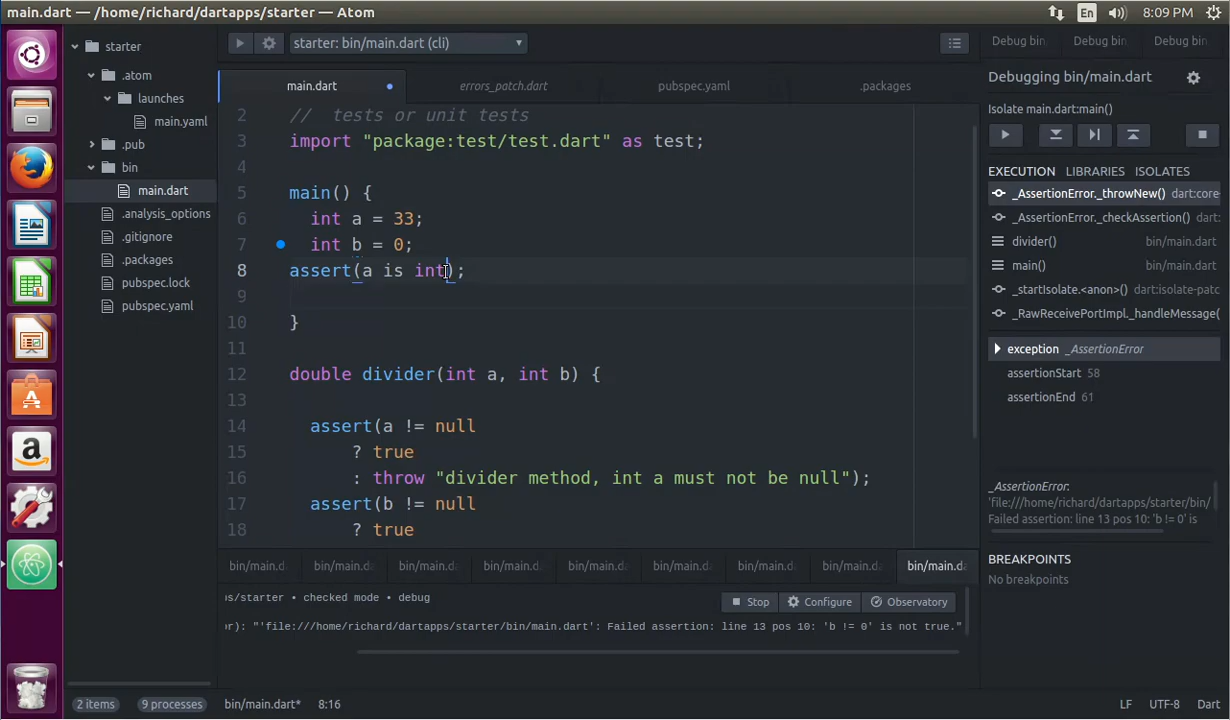 main.dart — /home/richard/dartapps/starter — Atom
En
8:09 PM
starter
.atom
launches
main.yaml
.pub
bin
main.dart
.analysis_options
.gitignore
.packages
pubspec.lock
pubspec.yaml
starter: bin/main.dart (cli)
main.dart
errors_patch.dart
pubspec.yaml
.packages
2 // tests or unit tests
3 import "package:test/test.dart" as test;
4
5 main() {
6 int a = 33;
7 int b = 0;
8 assert(a is int);
9
10 }
11
12 double divider(int a, int b) {
13
14 assert(a != null
15 ? true
16 : throw "divider method, int a must not be null");
17 assert(b != null
18 ? true
bin/main.d
bin/main.da
bin/main.d
bin/main.d
bin/main.d
bin/main.d
bin/main.d
bin/main.da
bin/main.da
os/starter • checked mode • debug
Stop
Configure
Observatory
or): "'file:///home/richard/dartapps/starter/bin/main.dart': Failed assertion: line 13 pos 10: 'b != 0' is not true."
Debug bin
Debug bin
Debug bin
Debugging bin/main.dart
Isolate main.dart:main()
EXECUTION LIBRARIES ISOLATES
_AssertionError._throwNew() dart:core
_AssertionError._checkAssertion() dart:c
divider() bin/main.dart
main() bin/main.dart
_startIsolate.<anon>() dart:isolate-patc
_RawReceivePortImpl._handleMessage(
exception _AssertionError
assertionStart 58
assertionEnd 61
_AssertionError:
'file:///home/richard/dartapps/starter/bin/
Failed assertion: line 13 pos 10: 'b != 0' is
BREAKPOINTS
No breakpoints
2 items
9 processes
bin/main.dart*
8:16
LF
UTF-8
Dart